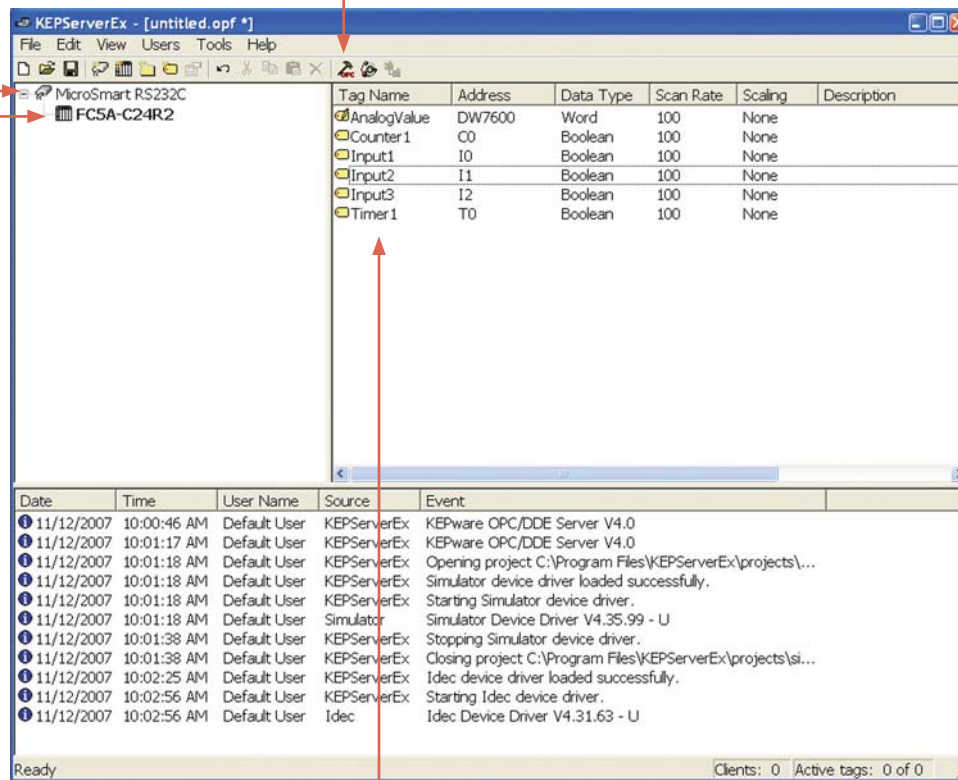 KEPServerEx - [untitled.opf *]
File Edit View Users Tools Help
OPC
MicroSmart RS232C
FC5A-C24R2
Tag Name Address Data Type Scan Rate Scaling Description
AnalogValue DW7600 Word 100 None
Counter1 C0 Boolean 100 None
Input1 I0 Boolean 100 None
Input2 I1 Boolean 100 None
Input3 I2 Boolean 100 None
Timer1 T0 Boolean 100 None
Date Time User Name Source Event
11/12/2007 10:00:46 AM Default User KEPServerEx KEPware OPC/DDE Server V4.0
11/12/2007 10:01:17 AM Default User KEPServerEx KEPware OPC/DDE Server V4.0
11/12/2007 10:01:18 AM Default User KEPServerEx Opening project C:\Program Files\KEPServerEx\projects\...
11/12/2007 10:01:18 AM Default User KEPServerEx Simulator device driver loaded successfully.
11/12/2007 10:01:18 AM Default User KEPServerEx Starting Simulator device driver.
11/12/2007 10:01:18 AM Default User Simulator Simulator Device Driver V4.35.99 - U
11/12/2007 10:01:38 AM Default User KEPServerEx Stopping Simulator device driver.
11/12/2007 10:01:38 AM Default User KEPServerEx Closing project C:\Program Files\KEPServerEx\projects\si...
11/12/2007 10:02:25 AM Default User KEPServerEx Idec device driver loaded successfully.
11/12/2007 10:02:56 AM Default User KEPServerEx Starting Idec device driver.
11/12/2007 10:02:56 AM Default User Idec Idec Device Driver V4.31.63 - U
Ready Clients: 0 Active tags: 0 of 0